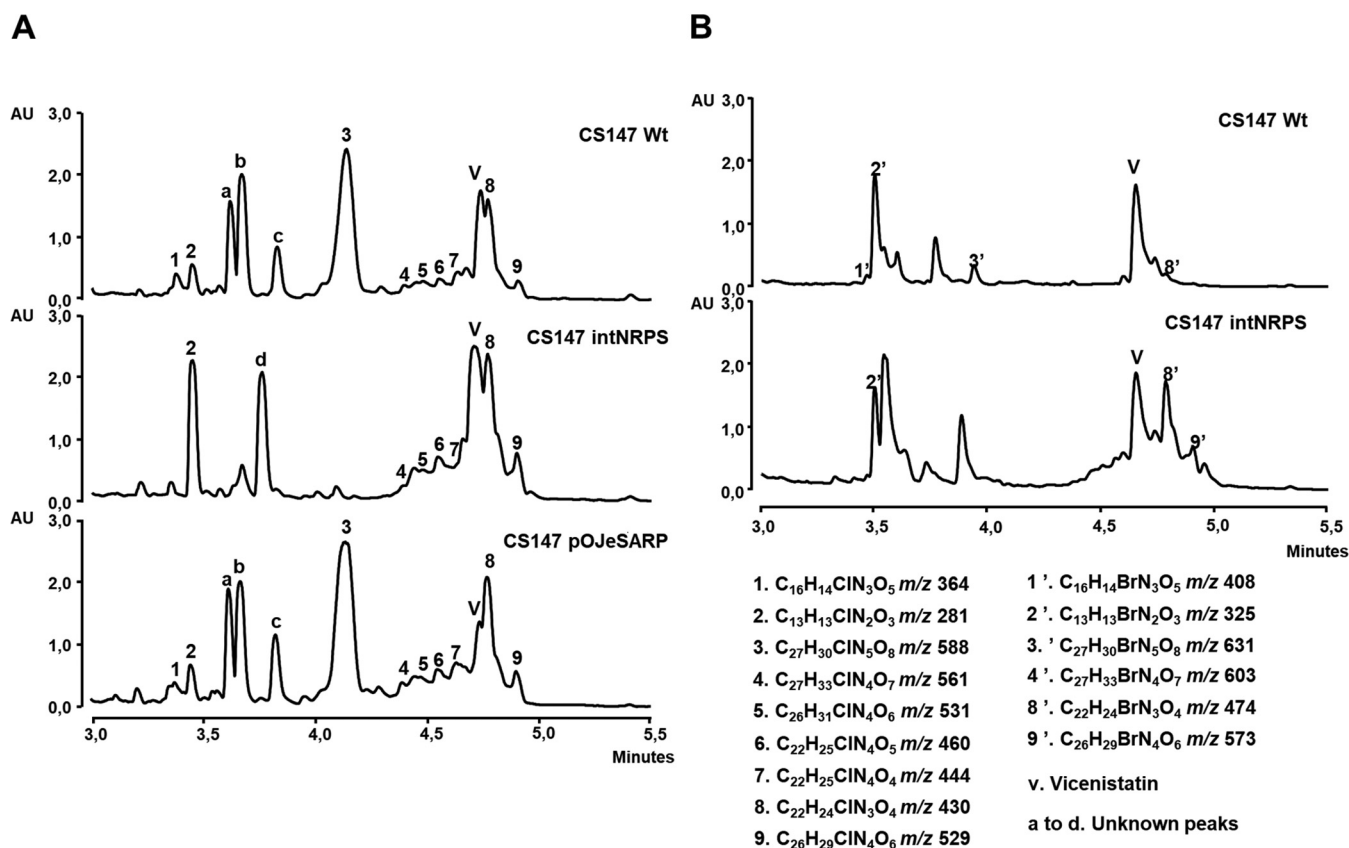 A
AU 3,0
2,0
1,0
0,0
CS147 Wt
1 2 a b c 3 4 5 6 7 V 8 9
AU 3,0
2,0
1,0
0,0
CS147 intNRPS
2 d 4 5 6 7 V 8 9
AU 3,0
2,0
1,0
0,0
CS147 pOJeSARP
1 2 a b c 3 4 5 6 7 V 8 9
3,0 3,5 4,0 4,5 5,0 5,5
Minutes
B
AU 3,0
2,0
1,0
0,0
CS147 Wt
1’ 2’ 3’ V 8’
AU 3,0
2,0
1,0
0,0
CS147 intNRPS
2’ V 8’ 9’
3,0 3,5 4,0 4,5 5,0 5,5
Minutes
1. C₁₆H₁₄ClN₃O₅ m/z 364
2. C₁₃H₁₃ClN₂O₃ m/z 281
3. C₂₇H₃₀ClN₅O₈ m/z 588
4. C₂₇H₃₃ClN₄O₇ m/z 561
5. C₂₆H₃₁ClN₄O₆ m/z 531
6. C₂₂H₂₅ClN₄O₅ m/z 460
7. C₂₂H₂₅ClN₄O₄ m/z 444
8. C₂₂H₂₄ClN₃O₄ m/z 430
9. C₂₆H₂₉ClN₄O₆ m/z 529
1 ’. C₁₆H₁₄BrN₃O₅ m/z 408
2 ’. C₁₃H₁₃BrN₂O₃ m/z 325
3. ’ C₂₇H₃₀BrN₅O₈ m/z 631
4 ’. C₂₇H₃₃BrN₄O₇ m/z 603
8 ’. C₂₂H₂₄BrN₃O₄ m/z 474
9 ’. C₂₆H₂₉BrN₄O₆ m/z 573
v. Vicenistatin
a to d. Unknown peaks